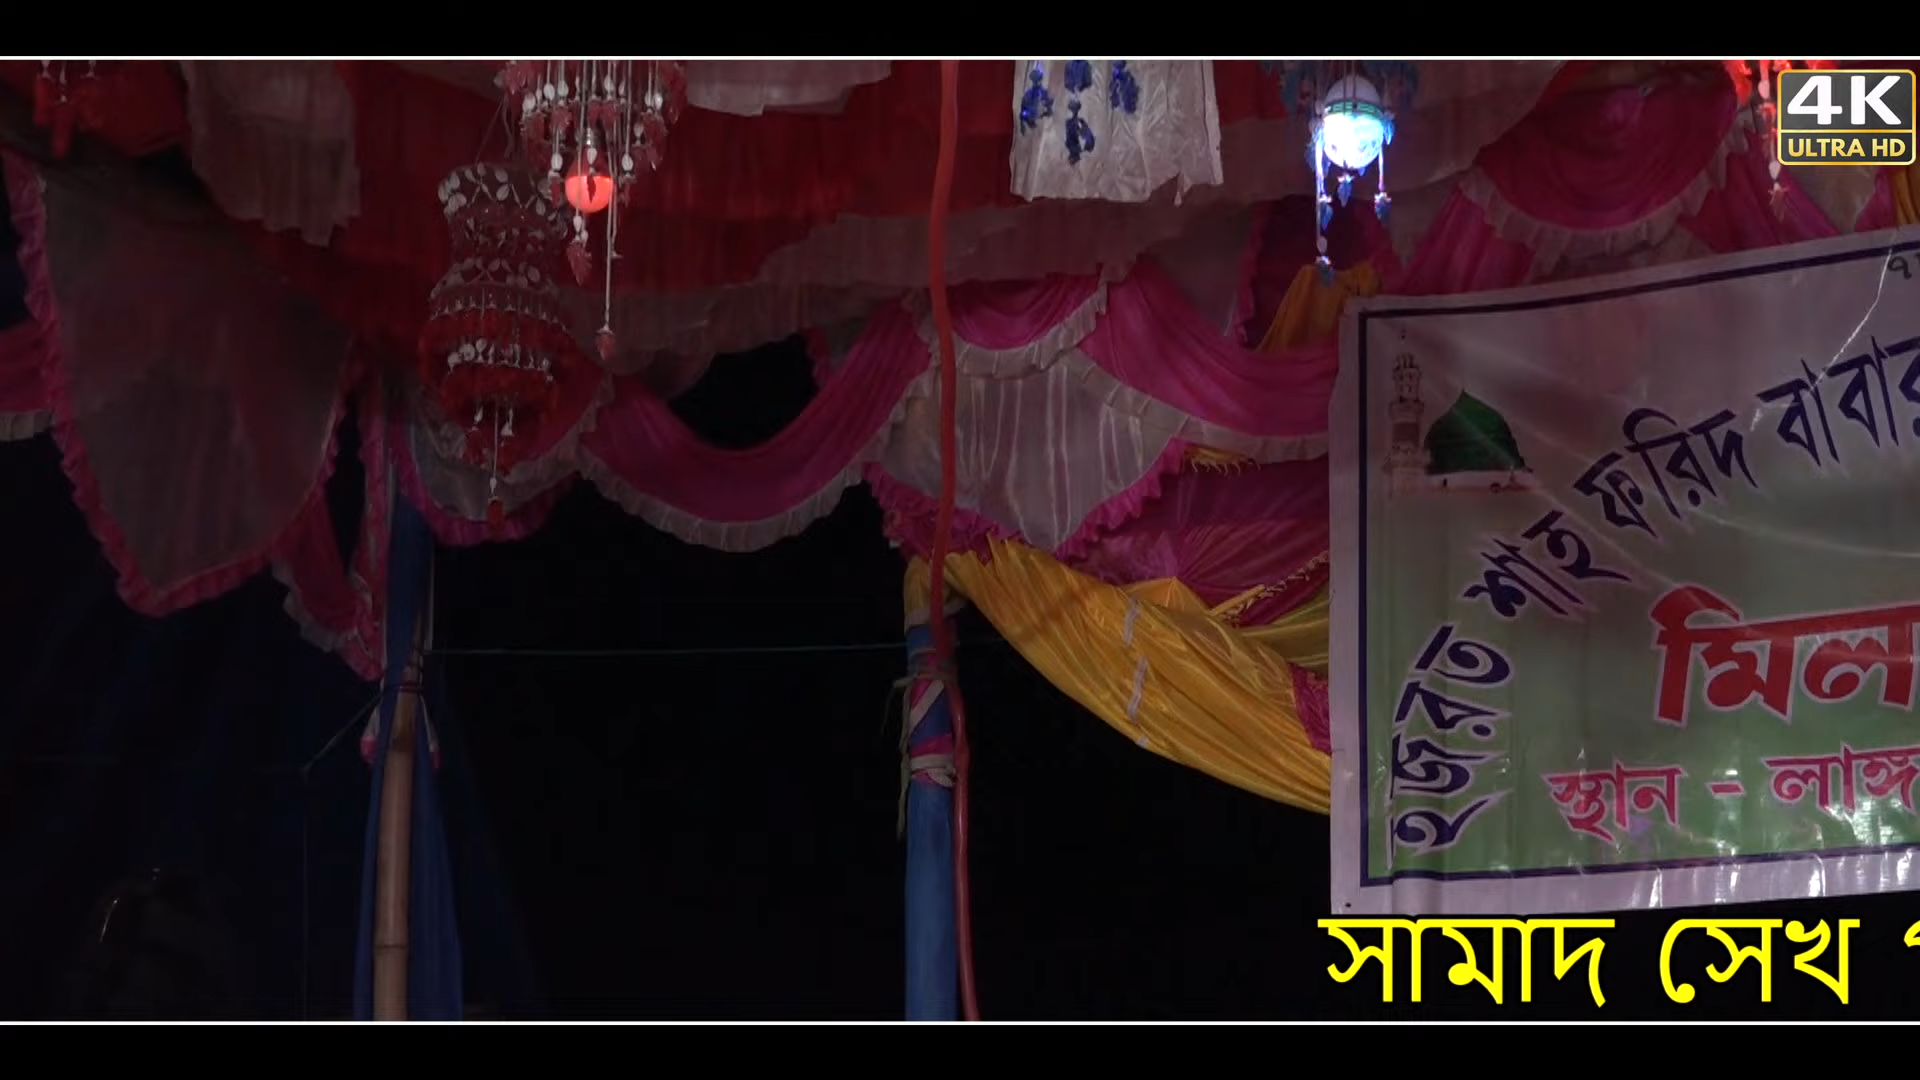 4K
ULTRA HD
হজরত শাহ ফরিদ বাবার
মিল
স্থান - লাঙ্গ
সামাদ সেখ